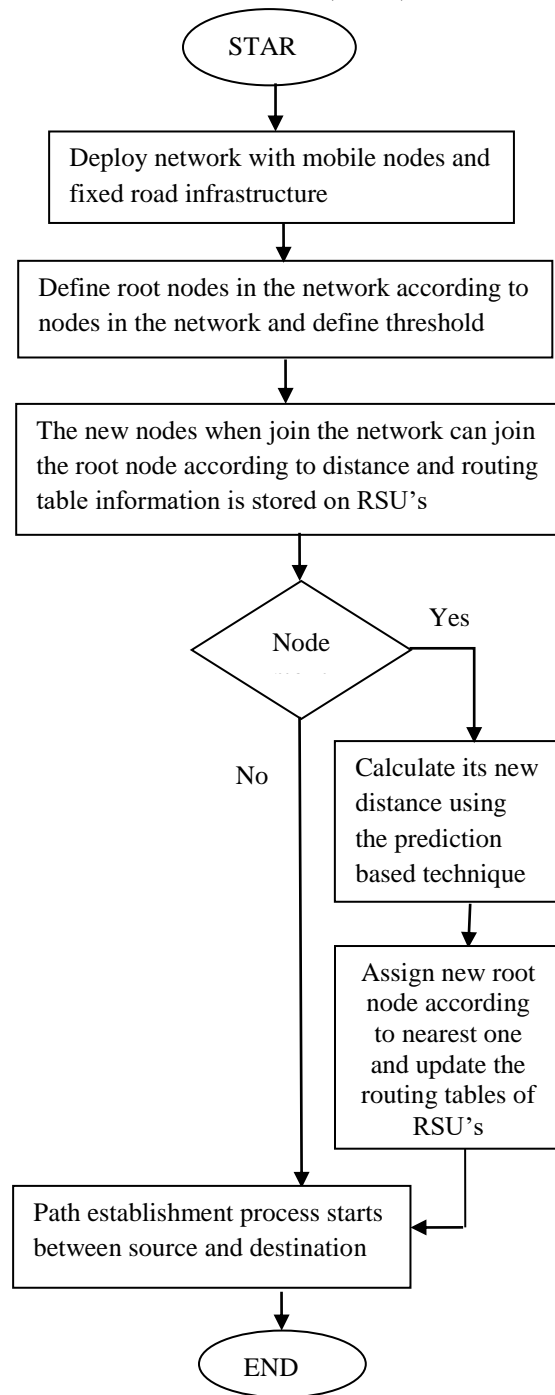 STAR
Deploy network with mobile nodes and
fixed road infrastructure
Define root nodes in the network according to
nodes in the network and define threshold
The new nodes when join the network can join
the root node according to distance and routing
table information is stored on RSU's
Node
Yes
No
Calculate its new
distance using
the prediction
based technique
Assign new root
node according
to nearest one
and update the
routing tables of
RSU's
Path establishment process starts
between source and destination
END